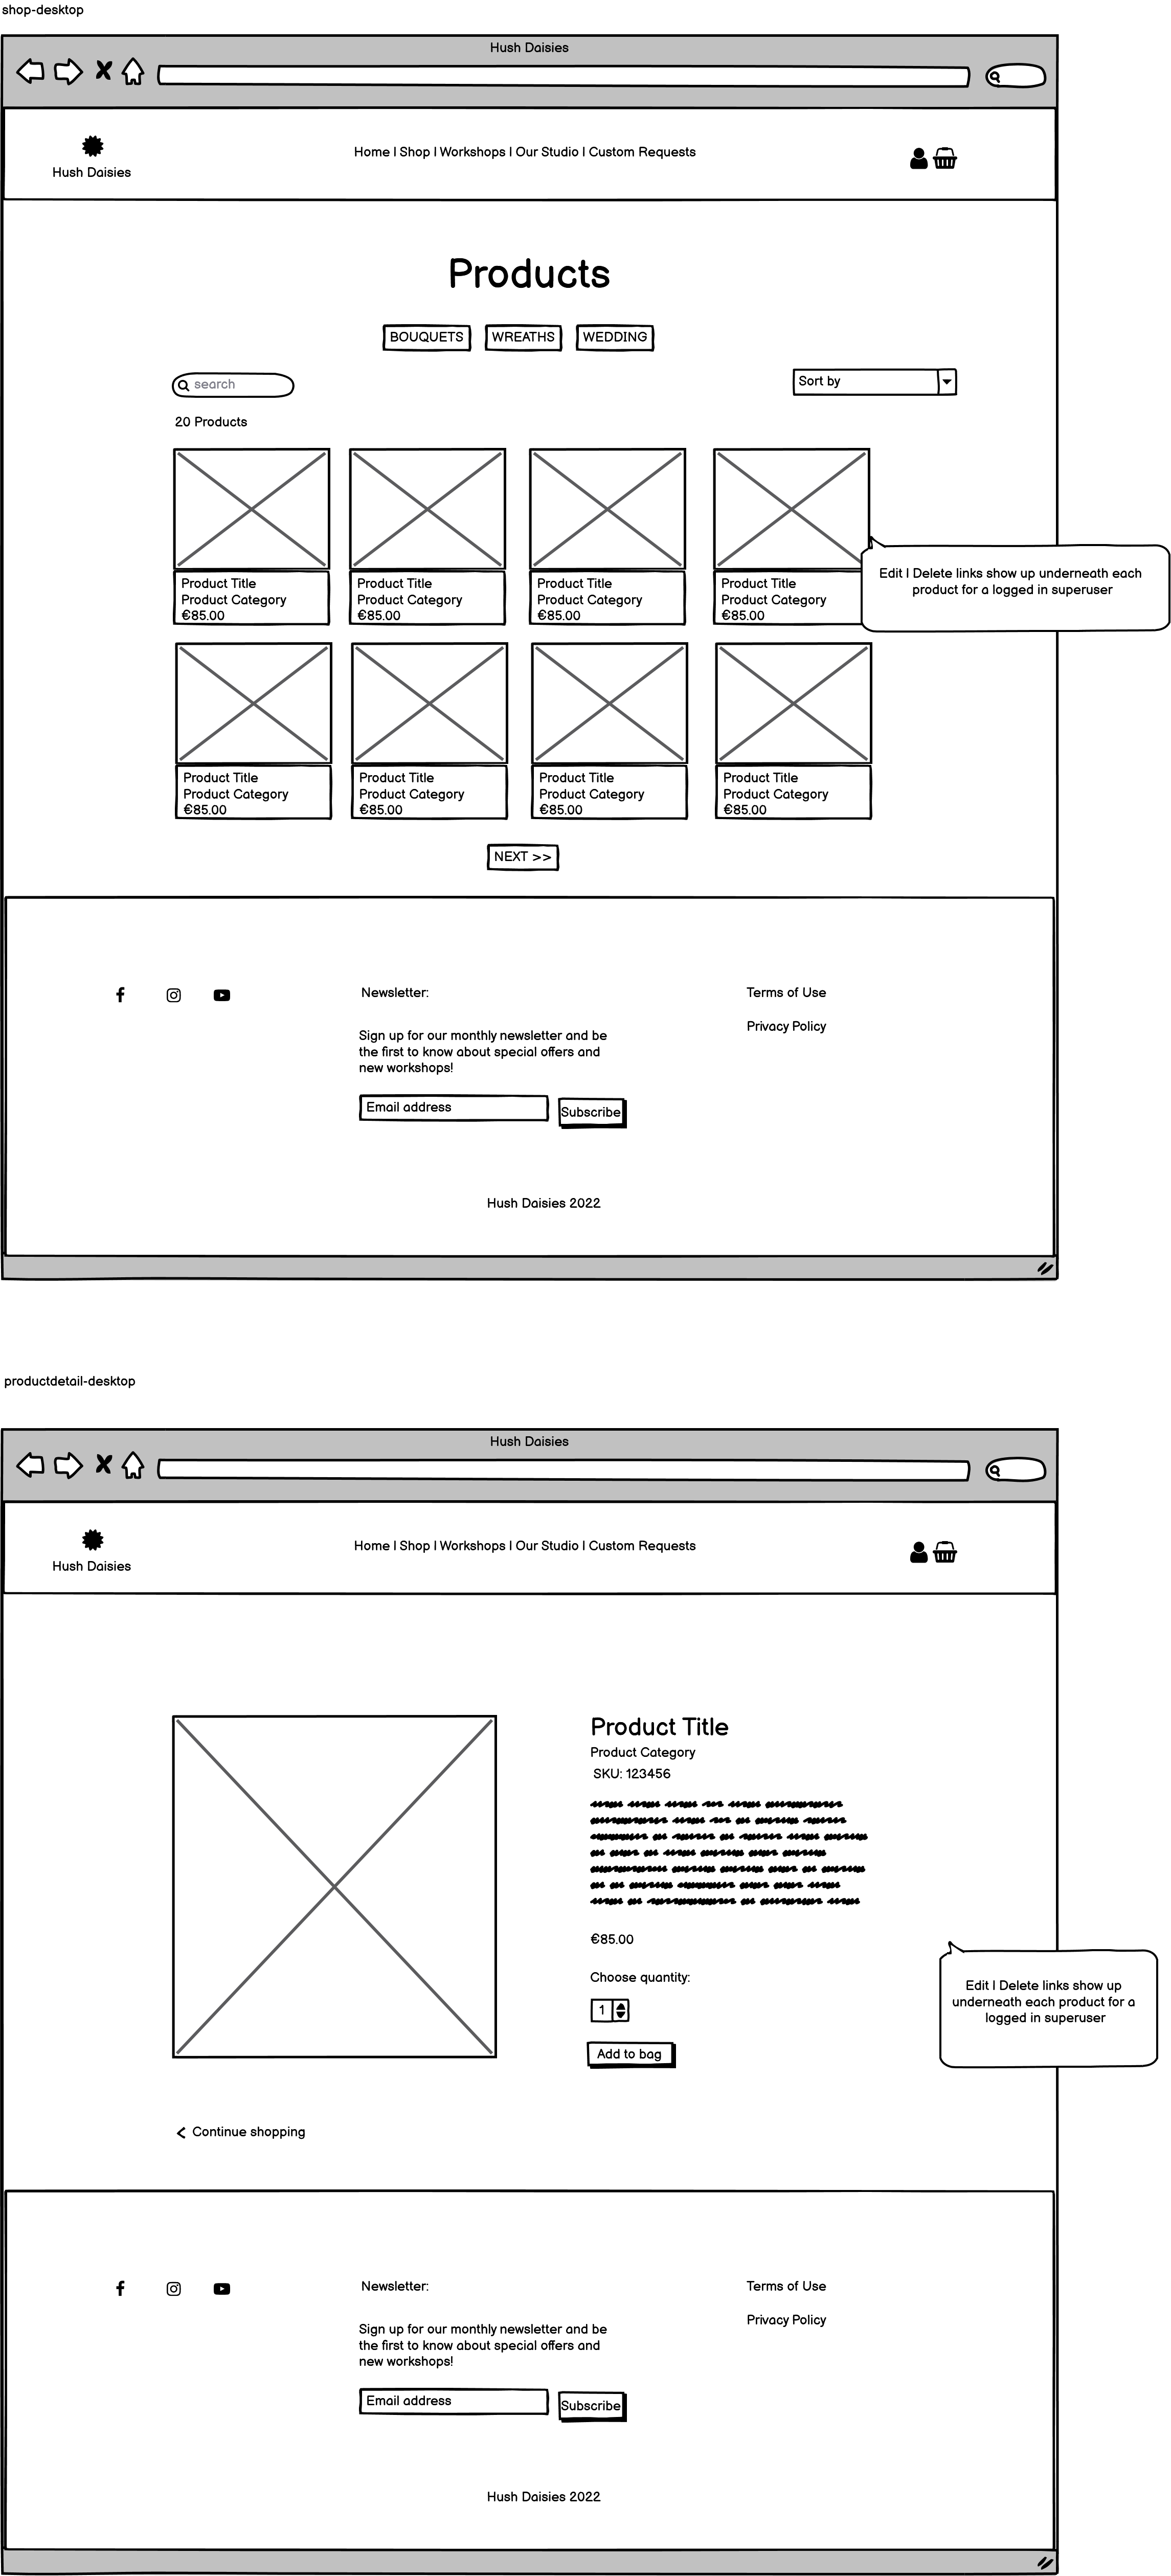 shop-desktop
Hush Daisies
Hush Daisies
Home | Shop | Workshops | Our Studio | Custom Requests
Products
BOUQUETS WREATHS WEDDING
search
Sort by
20 Products
Product Title Product Title Product Title Product Title
Product Category Product Category Product Category Product Category
€85.00 €85.00 €85.00 €85.00
Edit | Delete links show up underneath each
product for a logged in superuser
Product Title Product Title Product Title Product Title
Product Category Product Category Product Category Product Category
€85.00 €85.00 €85.00 €85.00
NEXT >>
Newsletter:
Sign up for our monthly newsletter and be
the first to know about special offers and
new workshops!
Email address
Subscribe
Terms of Use
Privacy Policy
Hush Daisies 2022
productdetail-desktop
Hush Daisies
Hush Daisies
Home | Shop | Workshops | Our Studio | Custom Requests
Product Title
Product Category
SKU: 123456
€85.00
Choose quantity:
1
Add to bag
Edit | Delete links show up
underneath each product for a
logged in superuser
Continue shopping
Newsletter:
Sign up for our monthly newsletter and be
the first to know about special offers and
new workshops!
Email address
Subscribe
Terms of Use
Privacy Policy
Hush Daisies 2022